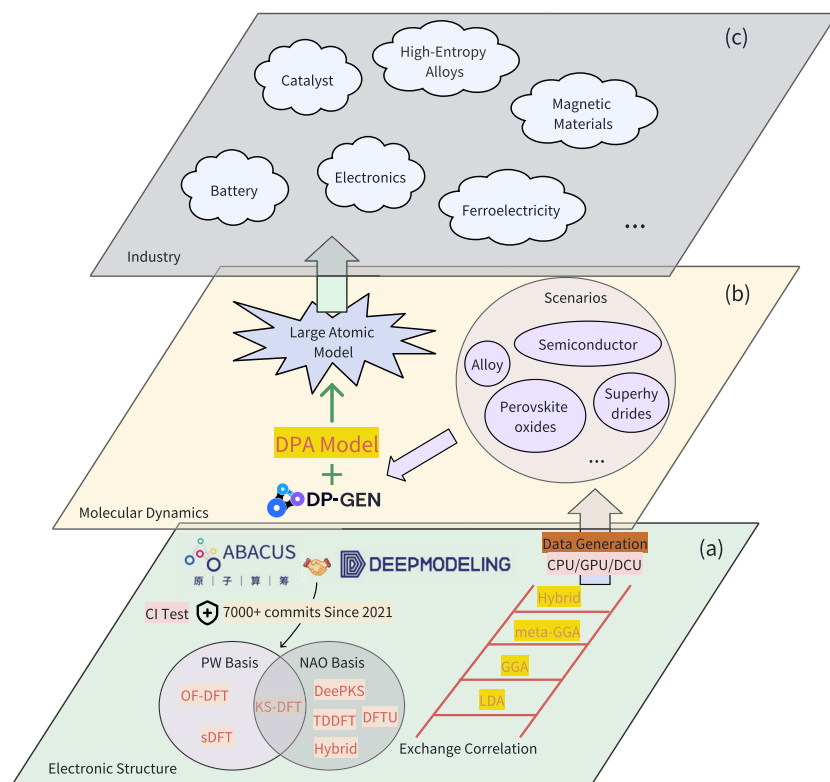 (c)
High-Entropy
Alloys
Catalyst
Magnetic
Materials
Electronics
Battery
Ferroelectricity
...
Industry
(b)
Scenarios
Large Atomic
Model
Semiconductor
Alloy
Perovskite
oxides
Superhy
drides
...
DPA Model
+
DP-GEN
Molecular Dynamics
(a)
ABACUS
原|子|算|筹
DEEPMODELING
Data Generation
CPU/GPU/DCU
CI Test
7000+ commits Since 2021
Hybrid
meta-GGA
GGA
LDA
Exchange Correlation
PW Basis
NAO Basis
OF-DFT
sDFT
KS-DFT
DeePKS
TDDFT
DFTU
Hybrid
Electronic Structure